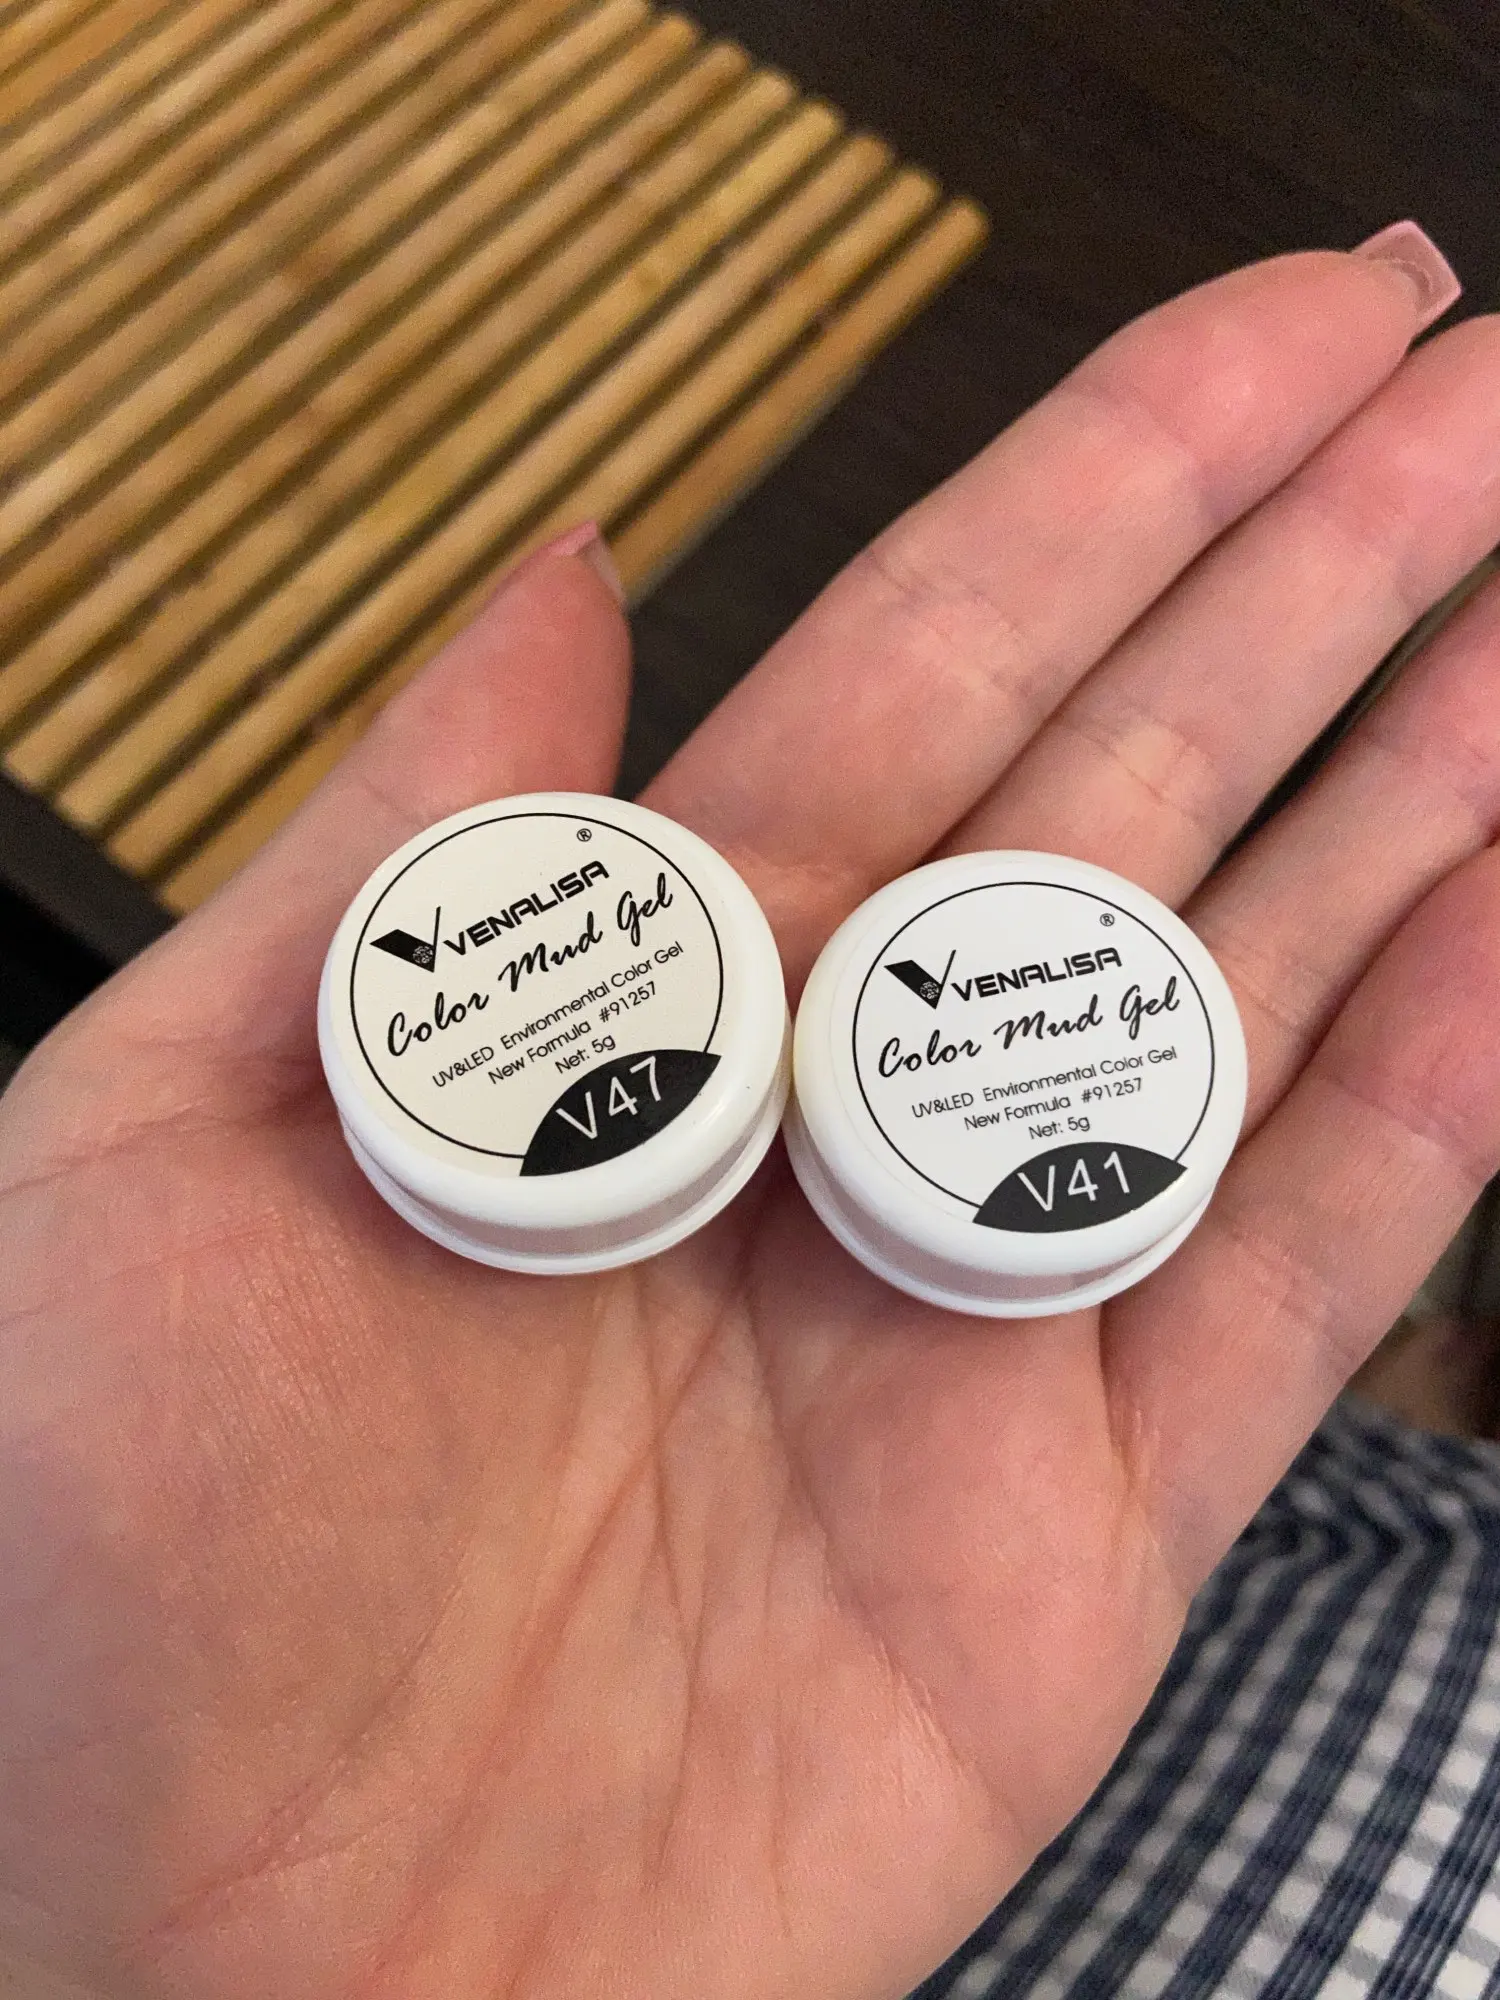 ®
VENALISA
Color Mud Gel
UV&LED Environmental Color Gel
New Formula #91257
Net: 5g
V47
®
VENALISA
Color Mud Gel
UV&LED Environmental Color Gel
New Formula #91257
Net: 5g
V41